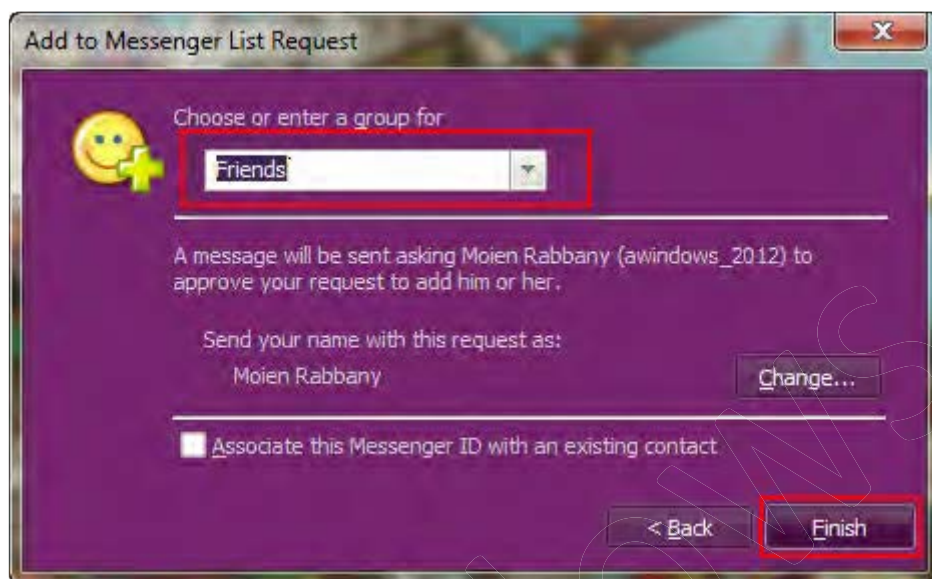 Add to Messenger List Request
Choose or enter a group for
Friends
A message will be sent asking Moien Rabbany (awindows_2012) to
approve your request to add him or her.
Send your name with this request as:
Moien Rabbany
Change...
Associate this Messenger ID with an existing contact
< Back
Finish